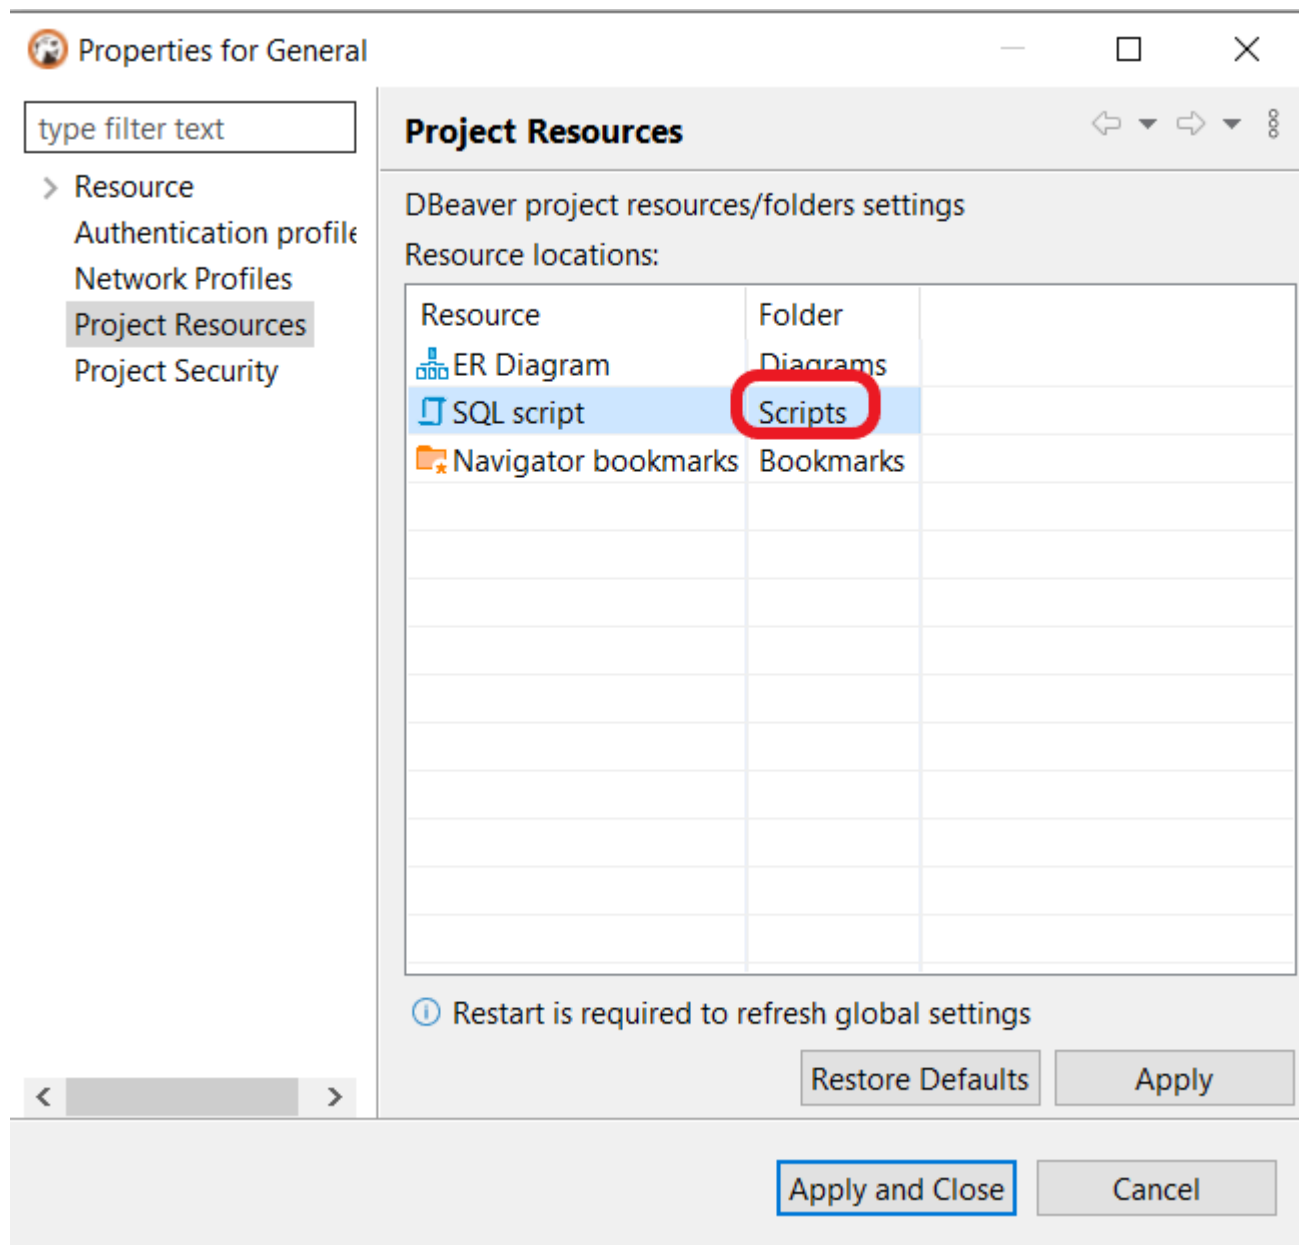 Properties for General
type filter text
Resource
Authentication profile
Network Profiles
Project Resources
Project Security
Project Resources
DBeaver project resources/folders settings
Resource locations:
Resource Folder
ER Diagram Diagrams
SQL script Scripts
Navigator bookmarks Bookmarks
Restart is required to refresh global settings
Restore Defaults Apply
Apply and Close Cancel